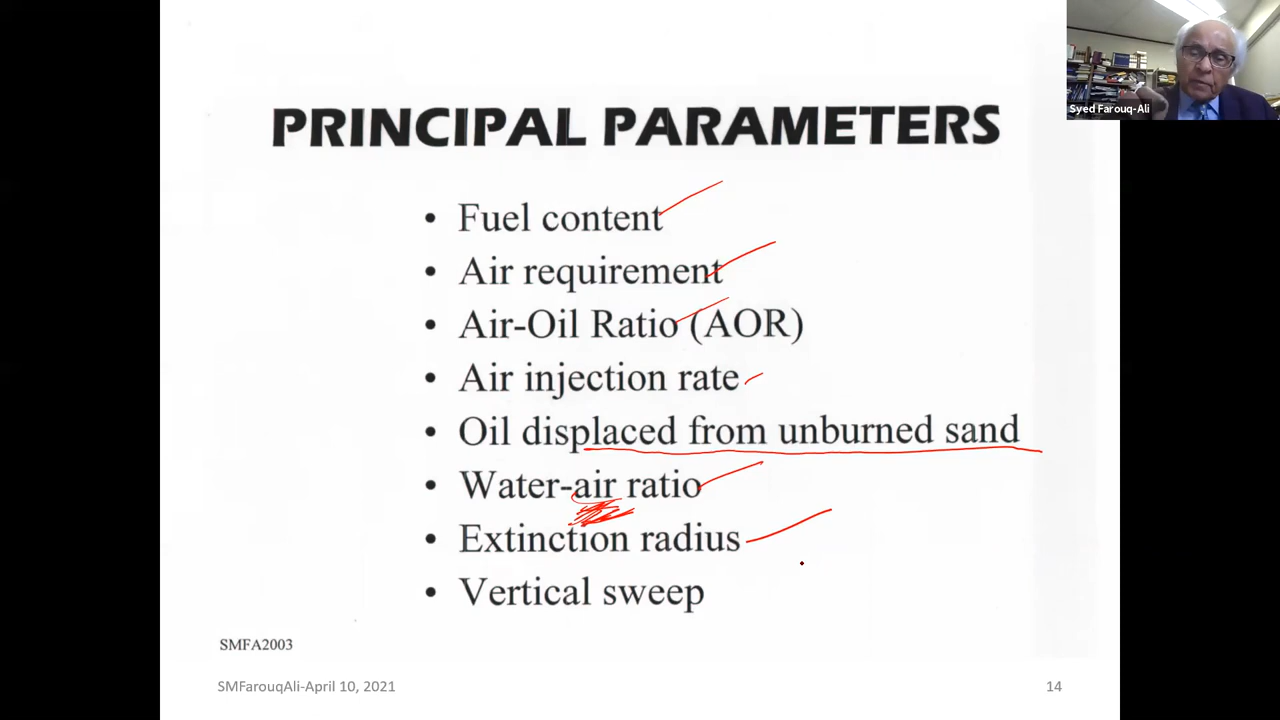 Syed Farouq-Ali
PRINCIPAL PARAMETERS
• Fuel content
• Air requirement
• Air-Oil Ratio (AOR)
• Air injection rate
• Oil displaced from unburned sand
• Water-air ratio
• Extinction radius
• Vertical sweep
SMFA2003
SMFarouqAli-April 10, 2021
14